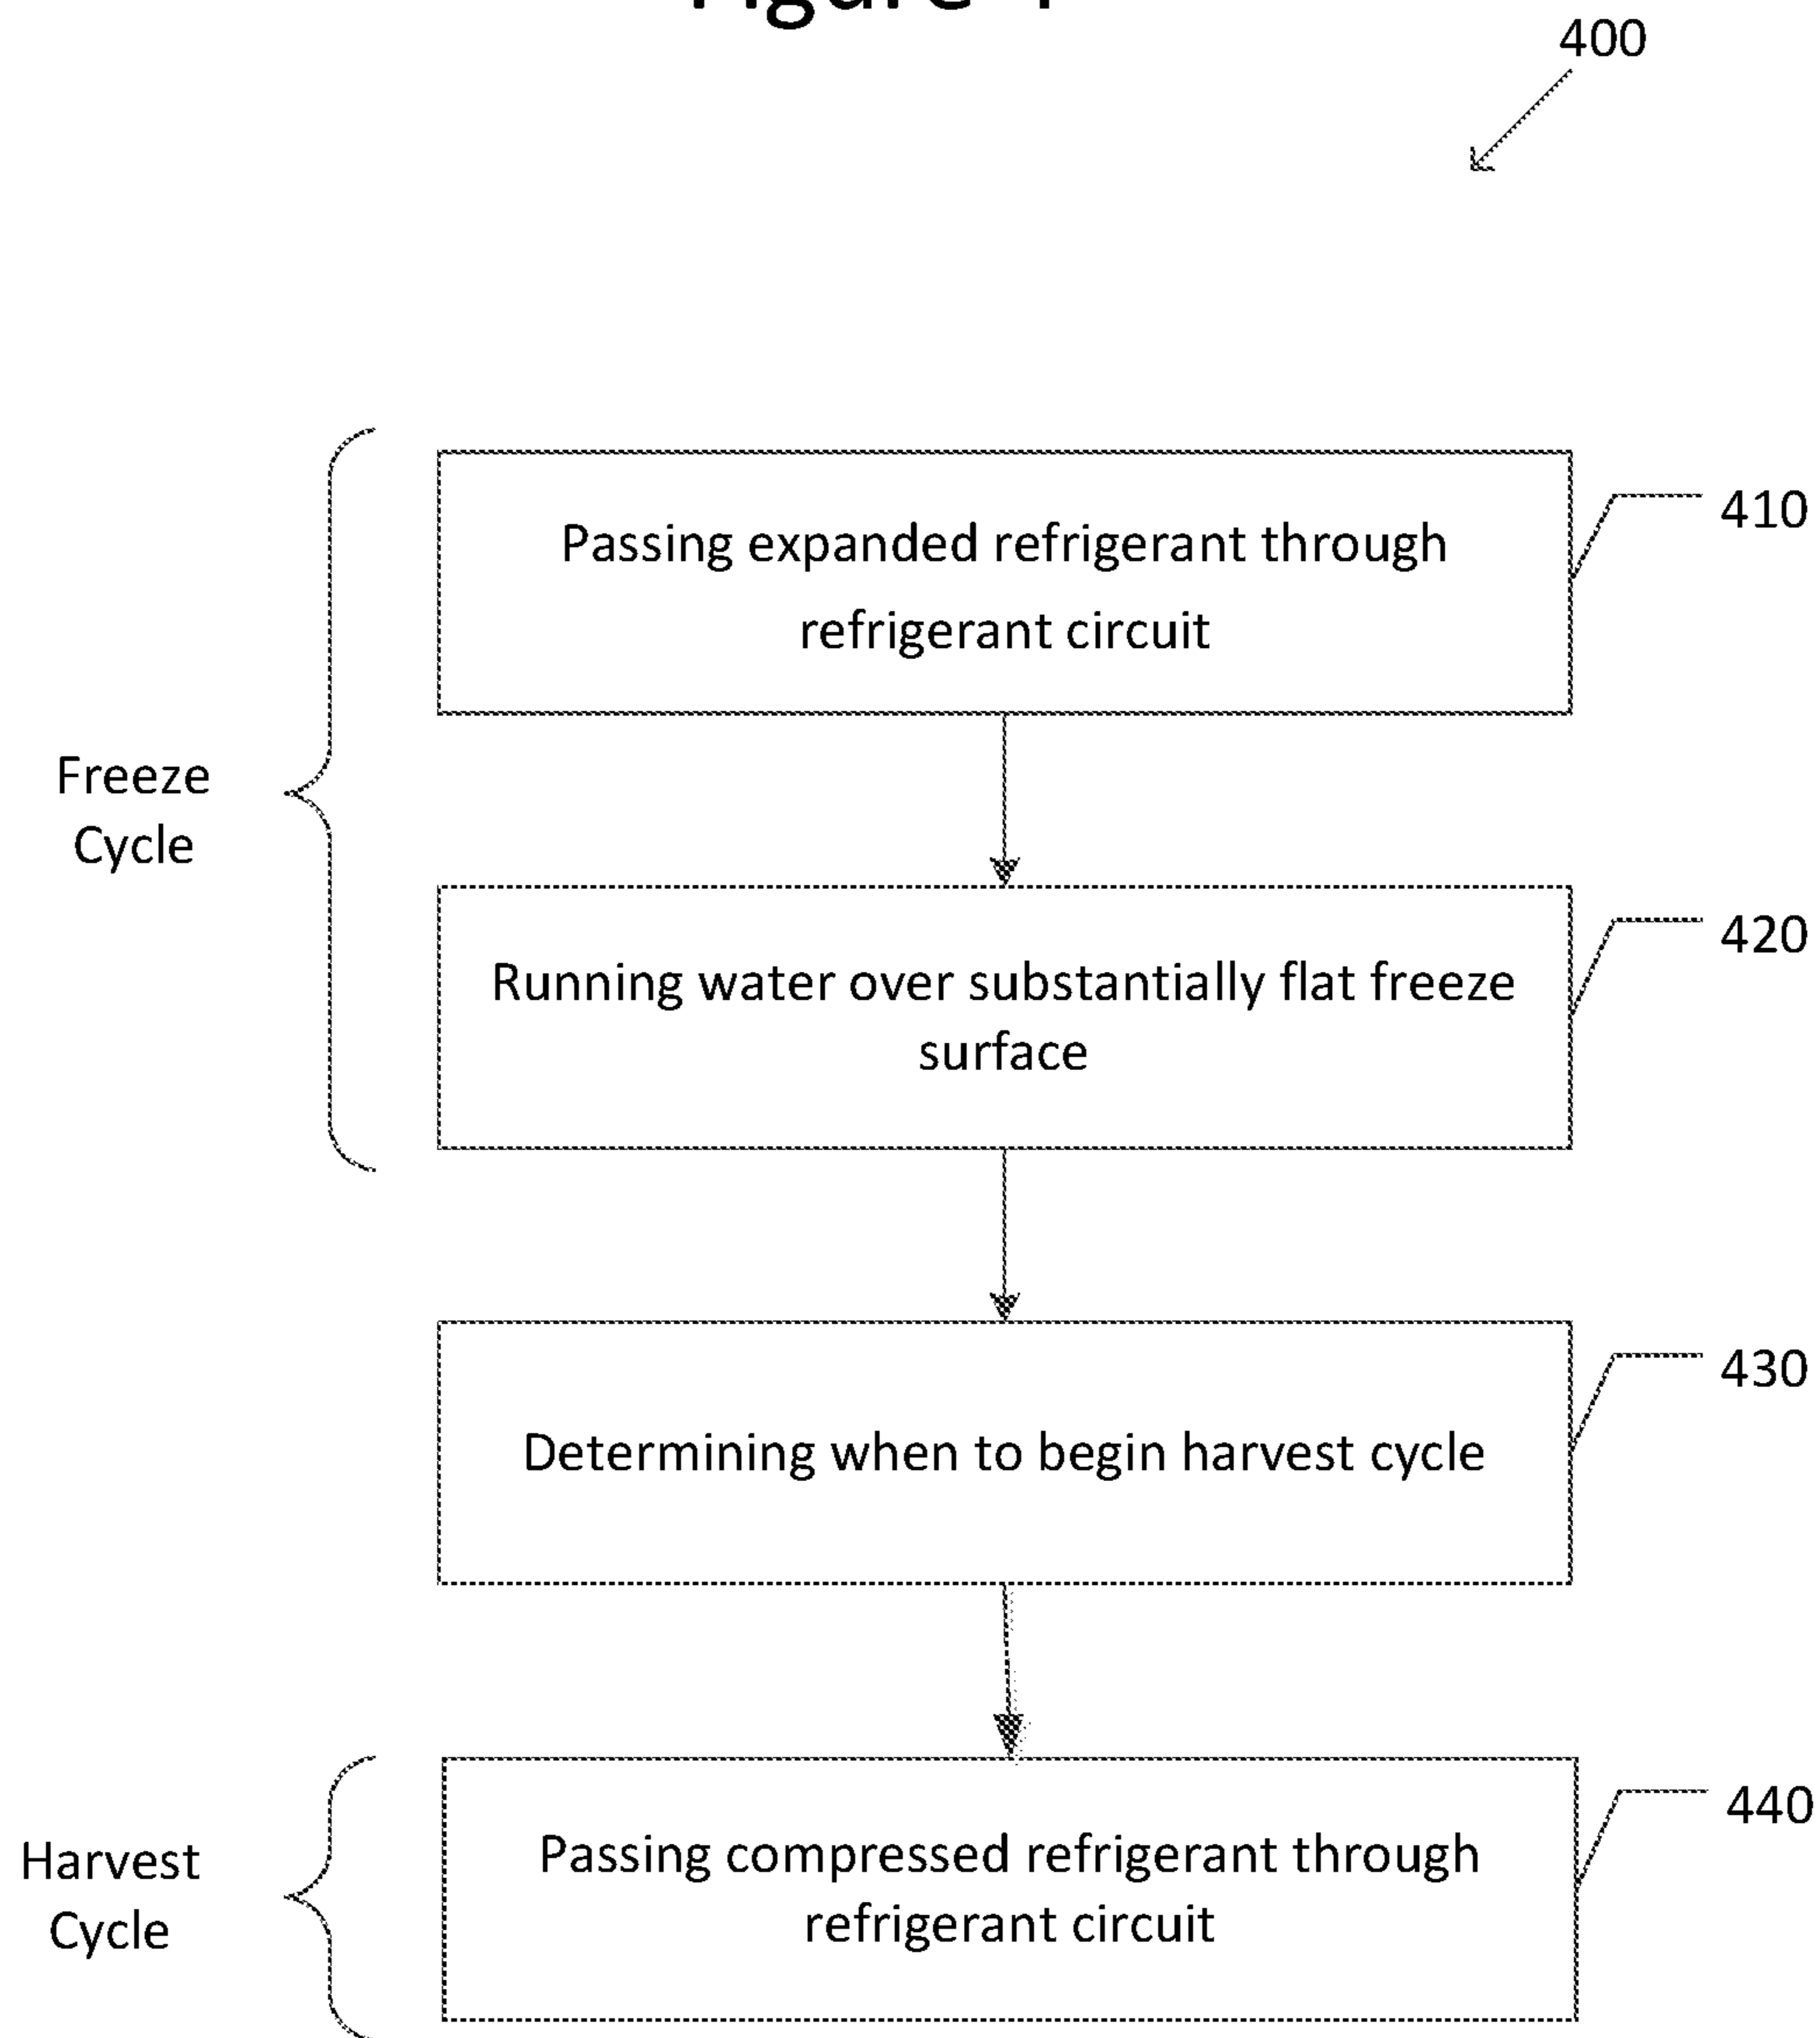 400
Passing expanded refrigerant through
refrigerant circuit
410
Freeze
Cycle
Running water over substantially flat freeze
surface
420
Determining when to begin harvest cycle
430
Harvest
Cycle
Passing compressed refrigerant through
refrigerant circuit
440